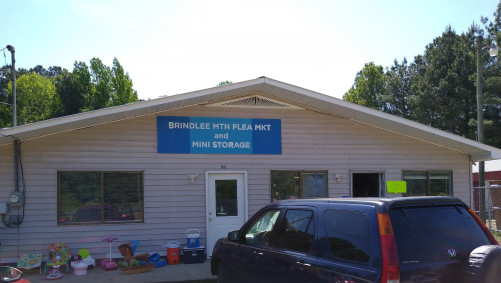 BRINDLEE MTN FLEA MKT
and
MINI STORAGE